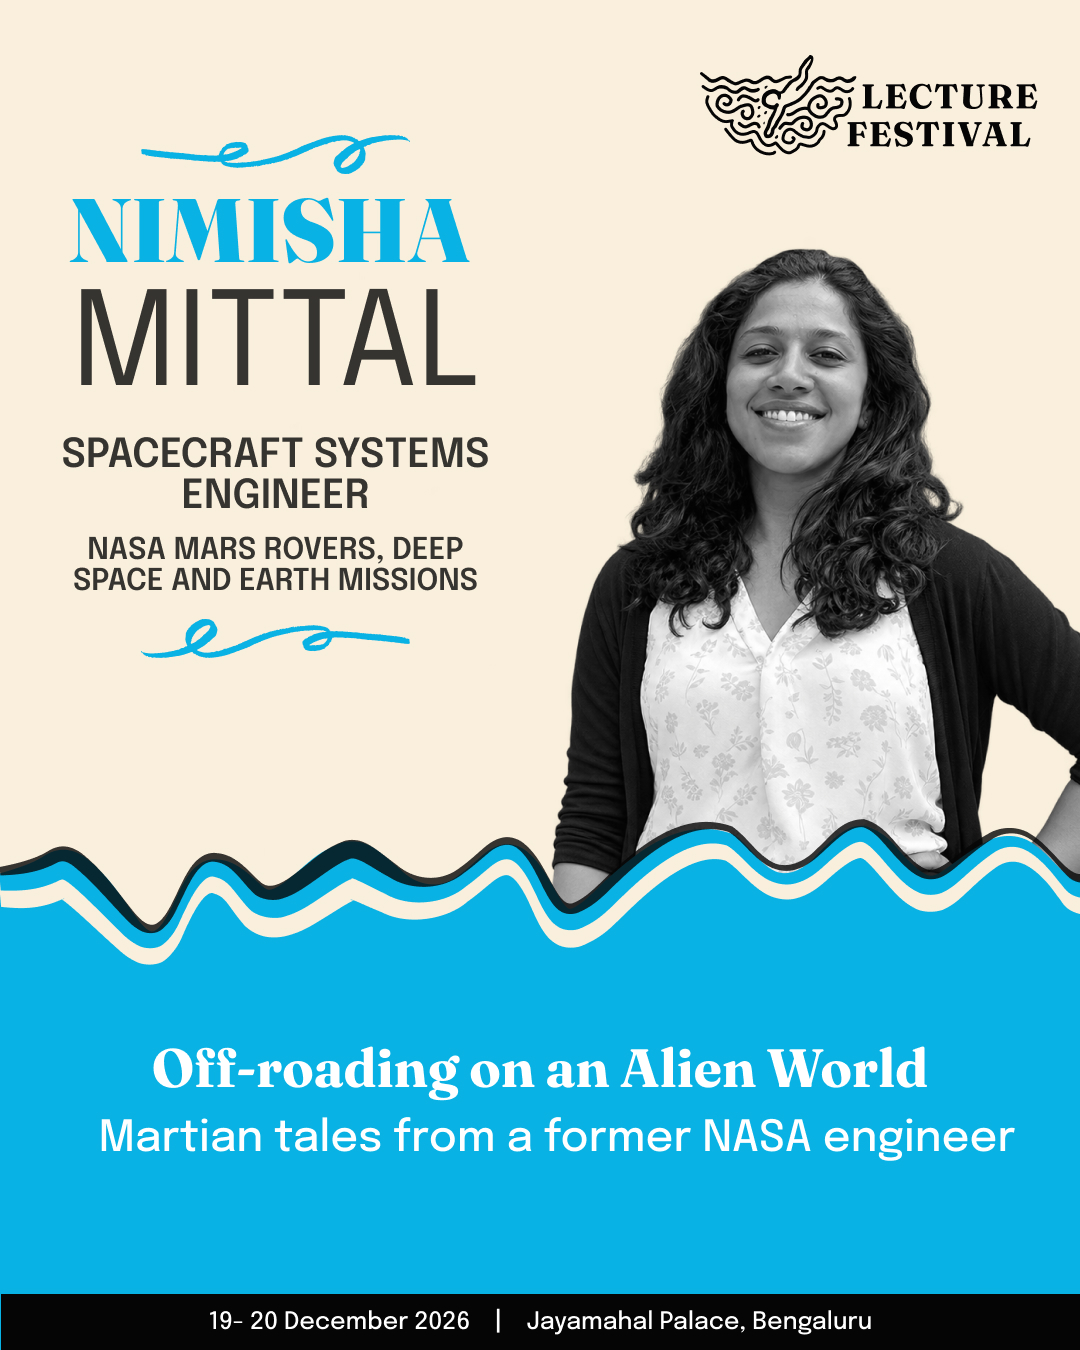 LECTURE
FESTIVAL
NIMISHA
MITTAL
SPACECRAFT SYSTEMS
ENGINEER
NASA MARS ROVERS, DEEP
SPACE AND EARTH MISSIONS
Off-roading on an Alien World
Martian tales from a former NASA engineer
19- 20 December 2026 | Jayamahal Palace, Bengaluru